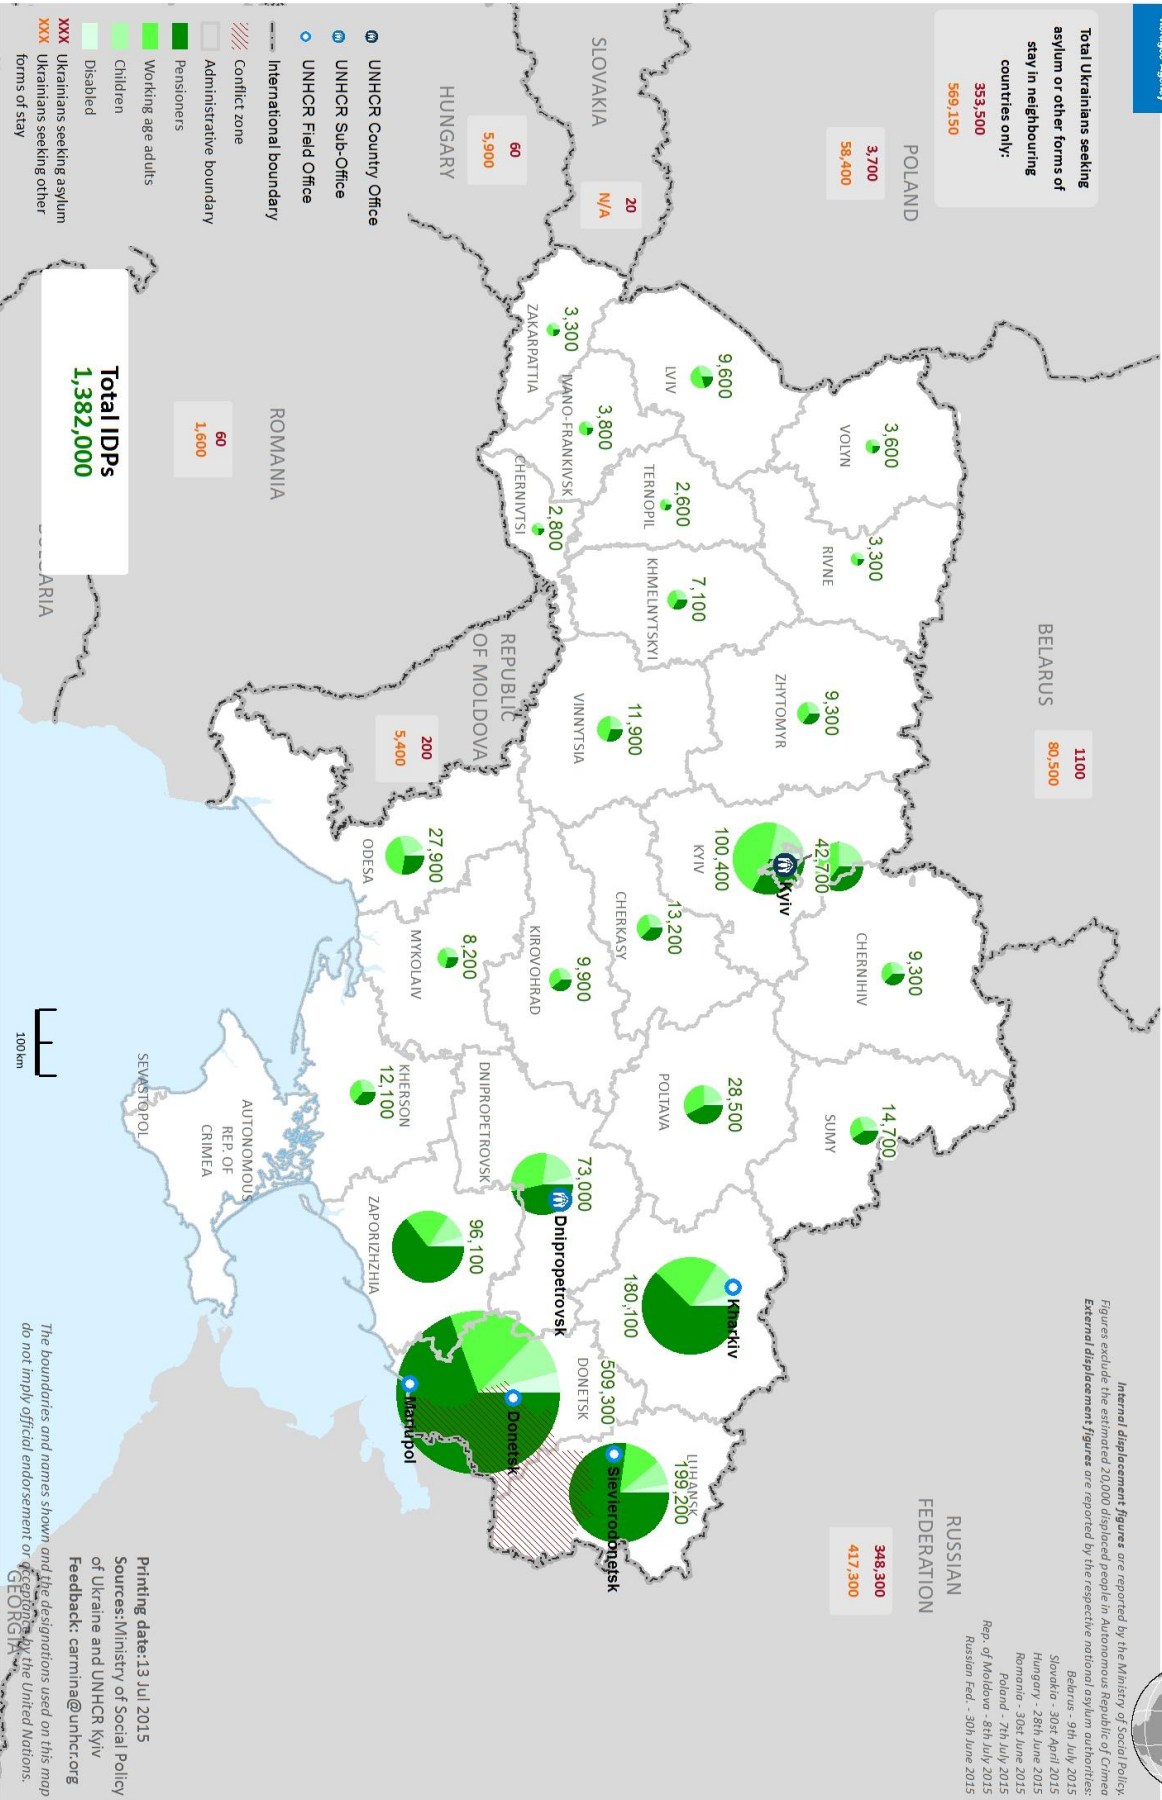 Total Ukrainians seeking
asylum or other forms of
stay in neighbouring
countries only:
353,500
569,150
POLAND
3,700
58,400
SLOVAKIA
20
N/A
HUNGARY
60
5,900
ROMANIA
60
1,600
REPUBLIC
OF MOLDOVA
200
5,400
BELARUS
1100
80,500
RUSSIAN
FEDERATION
348,300
417,300
GEORGIA
Internal displacement figures are reported by the Ministry of Social Policy.
Figures exclude the estimated 20,000 displaced people in Autonomous Republic of Crimea
External displacement figures are reported by the respective national asylum authorities:
Belarus - 9th July 2015
Slovakia - 30st April 2015
Hungary - 28th June 2015
Romania - 30st June 2015
Poland - 7th July 2015
Rep. of Moldova - 8th July 2015
Russian Fed. - 30h June 2015
3,600
VOLYN
3,300
RIVNE
9,600
LVIV
3,300
ZAKARPATTIA
3,800
IVANO-FRANKIVSK
2,600
TERNOPIL
2,800
CHERNIVTSI
7,100
KHMELNYTSKYI
9,300
ZHYTOMYR
11,900
VINNYTSIA
42,700
Kyiv
100,400
KYIV
9,300
CHERNIHIV
13,200
CHERKASY
9,900
KIROVOHRAD
27,900
ODESA
8,200
MYKOLAIV
14,700
SUMY
28,500
POLTAVA
DNIPROPETROVSK
73,000
Dnipropetrovsk
KHERSON
12,100
96,100
ZAPORIZHZHIA
Kharkiv
180,100
509,300
DONETSK
Donetsk
Mariupol
LUHANSK
199,200
Sievierodonetsk
AUTONOMOUS
REP. OF
CRIMEA
SEVASTOPOL
UNHCR Country Office
UNHCR Sub-Office
UNHCR Field Office
International boundary
Conflict zone
Administrative boundary
Pensioners
Working age adults
Children
Disabled
XXX Ukrainians seeking asylum
XXX Ukrainians seeking other
forms of stay
Total IDPs
1,382,000
100 km
Printing date:13 Jul 2015
Sources:Ministry of Social Policy
of Ukraine and UNHCR Kyiv
Feedback: carmina@unhcr.org
The boundaries and names shown and the designations used on this map
do not imply official endorsement or acceptance by the United Nations.